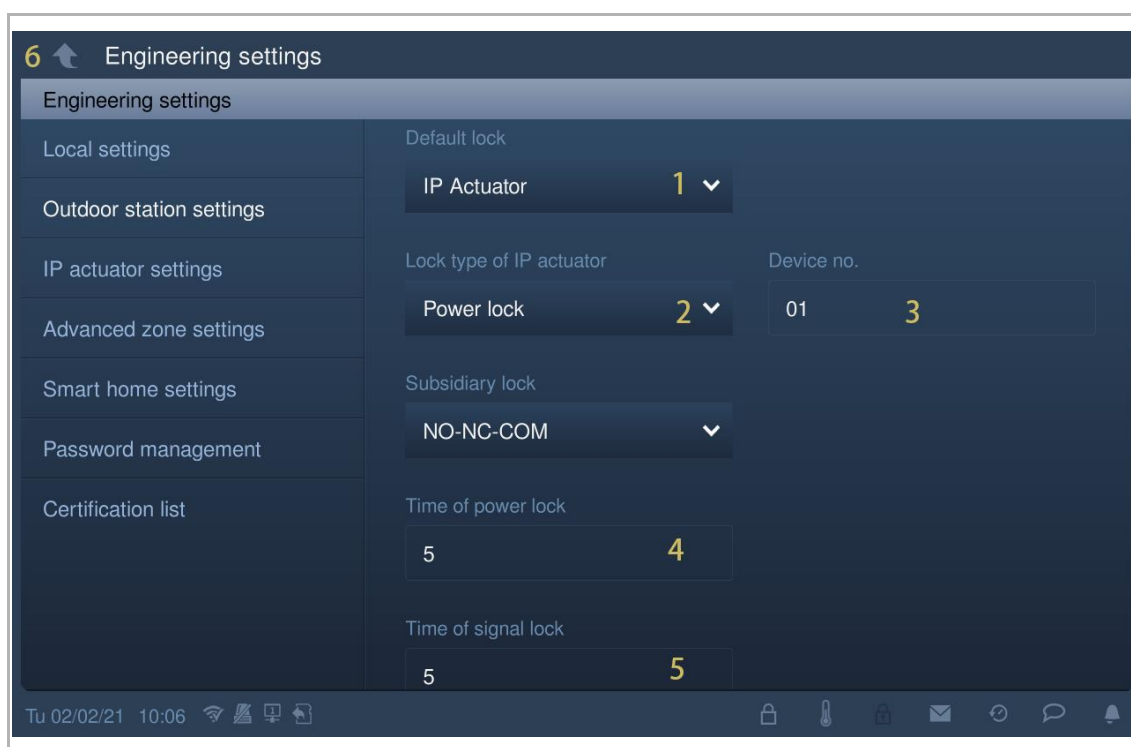 6 Engineering settings
Engineering settings
Local settings
Outdoor station settings
IP actuator settings
Advanced zone settings
Smart home settings
Password management
Certification list
Default lock
IP Actuator 1
Lock type of IP actuator Device no.
Power lock 2 01 3
Subsidiary lock
NO-NC-COM
Time of power lock
5 4
Time of signal lock
5 5
Tu 02/02/21 10:06